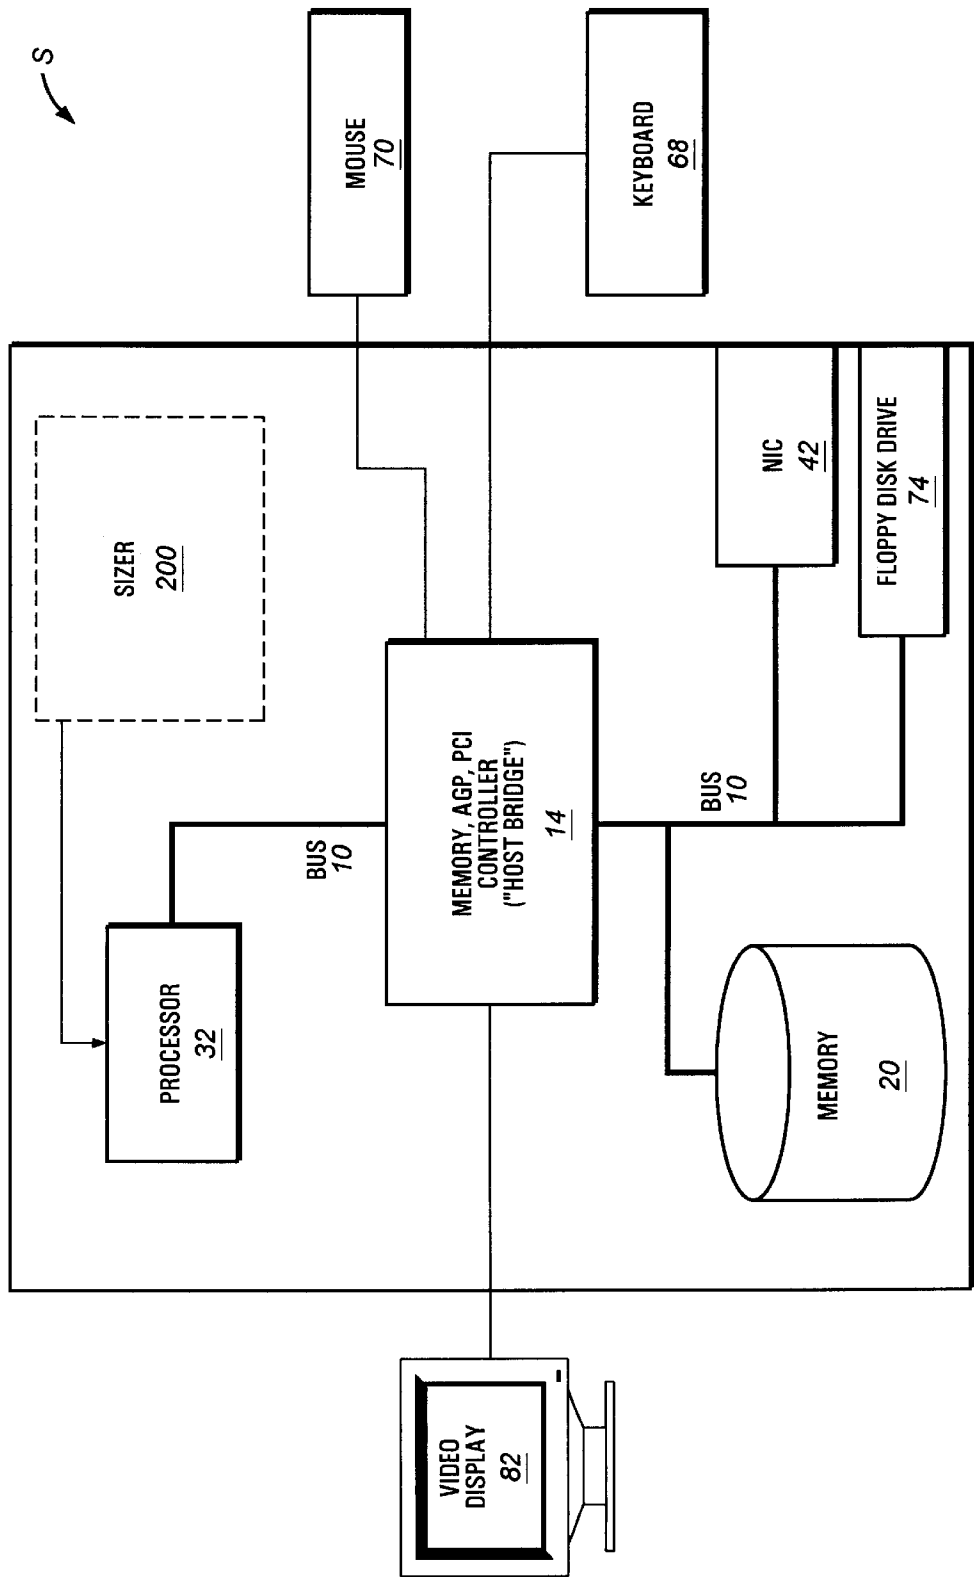 S
VIDEO
DISPLAY
82
PROCESSOR
32
SIZER
200
BUS
10
MEMORY, AGP, PCI
CONTROLLER
("HOST BRIDGE")
14
MOUSE
70
KEYBOARD
68
BUS
10
MEMORY
20
NIC
42
FLOPPY DISK DRIVE
74